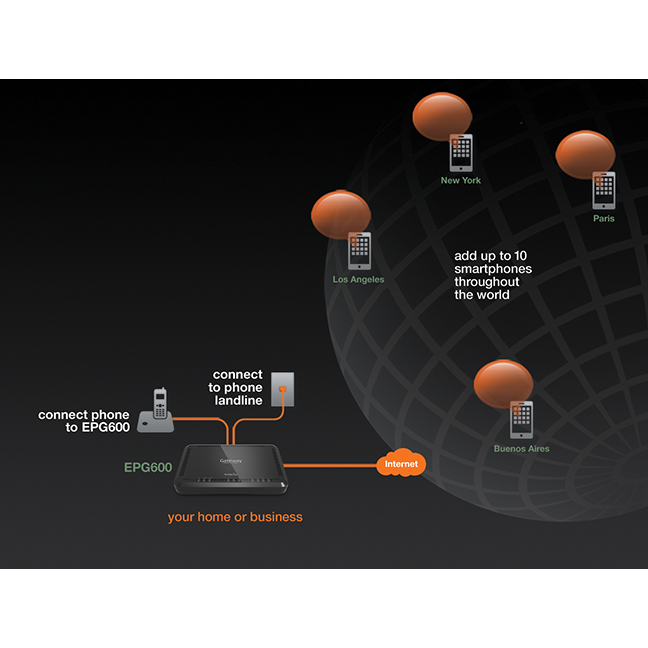 New York
Paris
Los Angeles
add up to 10
smartphones
throughout
the world
connect
to phone
landline
connect phone
to EPG600
Buenos Aires
EPG600
Internet
your home or business